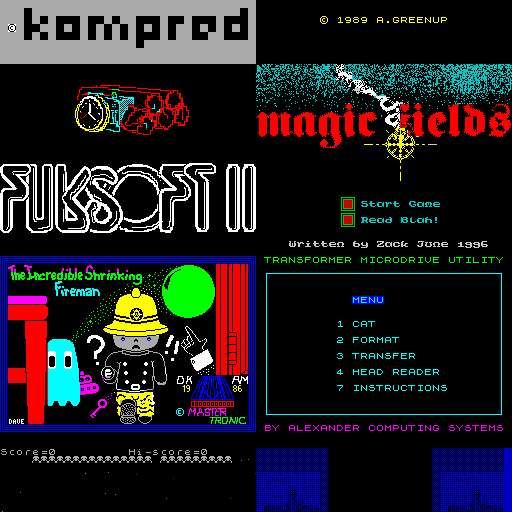 © kompred
© 1989 A.GREENUP
magic fields
FUKSOFT II
Start Game
Read Blah!
Written by Zack June 1996
TRANSFORMER MICRODRIVE UTILITY
The Incredible Shrinking
Fireman
MENU
1 CAT
2 FORMAT
3 TRANSFER
4 HEAD READER
7 INSTRUCTIONS
? !!
DK AM
19 86
© MASTER
TRONIC
DAVE
BY ALEXANDER COMPUTING SYSTEMS
Score=0 Hi-score=0